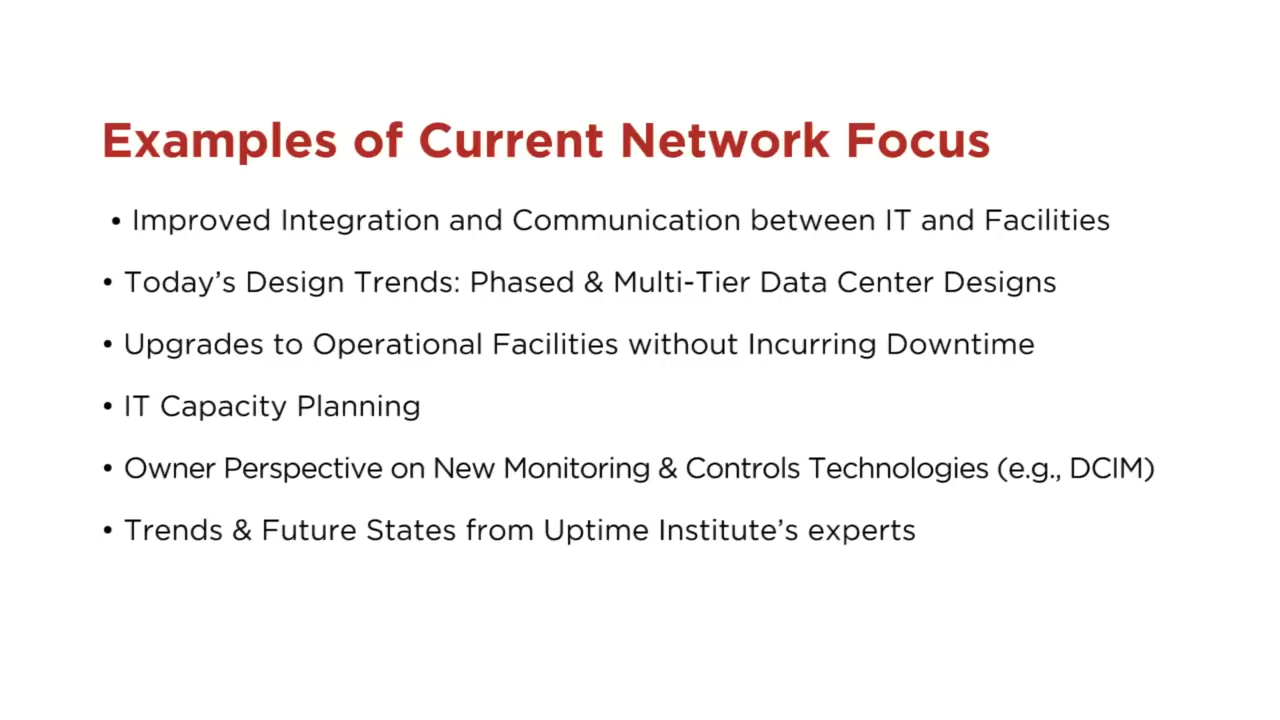 Examples of Current Network Focus
• Improved Integration and Communication between IT and Facilities
• Today’s Design Trends: Phased & Multi-Tier Data Center Designs
• Upgrades to Operational Facilities without Incurring Downtime
• IT Capacity Planning
• Owner Perspective on New Monitoring & Controls Technologies (e.g., DCIM)
• Trends & Future States from Uptime Institute’s experts